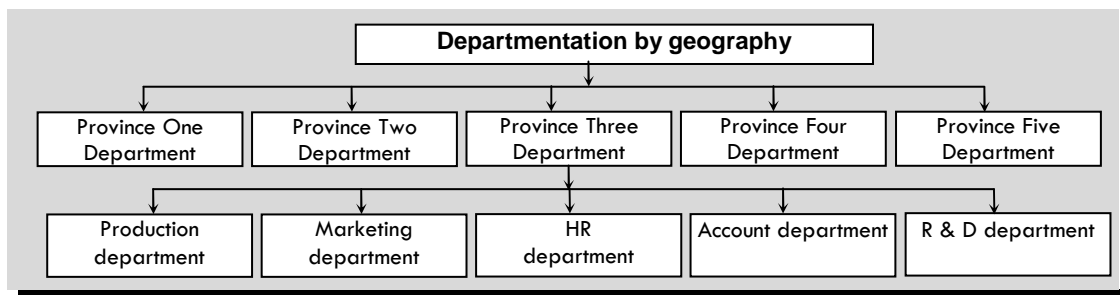 Departmentation by geography
Province One
Department
Province Two
Department
Province Three
Department
Province Four
Department
Province Five
Department
Production
department
Marketing
department
HR
department
Account department
R & D department